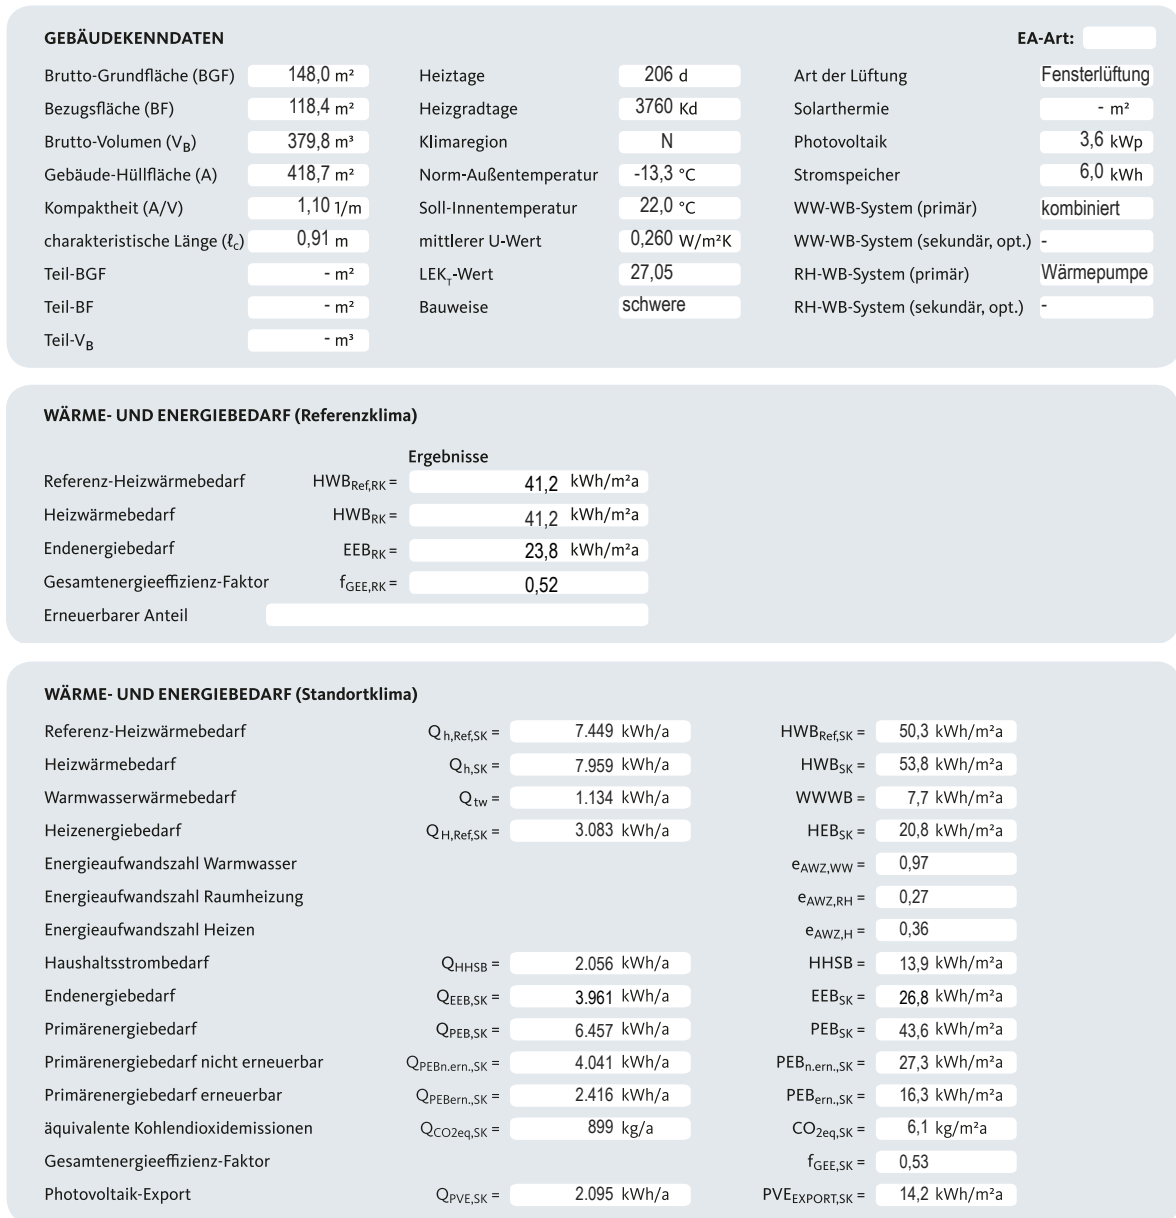 GEBÄUDEKENNDATEN EA-Art:
Brutto-Grundfläche (BGF) 148,0 m² Heiztage 206 d Art der Lüftung Fensterlüftung
Bezugsfläche (BF) 118,4 m² Heizgradtage 3760 Kd Solarthermie - m²
Brutto-Volumen (VB) 379,8 m³ Klimaregion N Photovoltaik 3,6 kWp
Gebäude-Hüllfläche (A) 418,7 m² Norm-Außentemperatur -13,3 °C Stromspeicher 6,0 kWh
Kompaktheit (A/V) 1,10 1/m Soll-Innentemperatur 22,0 °C WW-WB-System (primär) kombiniert
charakteristische Länge (ℓc) 0,91 m mittlerer U-Wert 0,260 W/m²K WW-WB-System (sekundär, opt.) -
Teil-BGF - m² LEKT-Wert 27,05 RH-WB-System (primär) Wärmepumpe
Teil-BF - m² Bauweise schwere RH-WB-System (sekundär, opt.) -
Teil-VB - m³
WÄRME- UND ENERGIEBEDARF (Referenzklima)
Ergebnisse
Referenz-Heizwärmebedarf HWBRef,RK = 41,2 kWh/m²a
Heizwärmebedarf HWBRK = 41,2 kWh/m²a
Endenergiebedarf EEBRK = 23,8 kWh/m²a
Gesamtenergieeffizienz-Faktor fGEE,RK = 0,52
Erneuerbarer Anteil
WÄRME- UND ENERGIEBEDARF (Standortklima)
Referenz-Heizwärmebedarf Qh,Ref,SK = 7.449 kWh/a HWBRef,SK = 50,3 kWh/m²a
Heizwärmebedarf Qh,SK = 7.959 kWh/a HWBSK = 53,8 kWh/m²a
Warmwasserwärmebedarf Qtw = 1.134 kWh/a WWWB = 7,7 kWh/m²a
Heizenergiebedarf QH,Ref,SK = 3.083 kWh/a HEBSK = 20,8 kWh/m²a
Energieaufwandszahl Warmwasser eAWZ,WW = 0,97
Energieaufwandszahl Raumheizung eAWZ,RH = 0,27
Energieaufwandszahl Heizen eAWZ,H = 0,36
Haushaltsstrombedarf QHHSB = 2.056 kWh/a HHSB = 13,9 kWh/m²a
Endenergiebedarf QEEB,SK = 3.961 kWh/a EEBSK = 26,8 kWh/m²a
Primärenergiebedarf QPEB,SK = 6.457 kWh/a PEBSK = 43,6 kWh/m²a
Primärenergiebedarf nicht erneuerbar QPEBn.ern.,SK = 4.041 kWh/a PEBn.ern.,SK = 27,3 kWh/m²a
Primärenergiebedarf erneuerbar QPEBern.,SK = 2.416 kWh/a PEBern.,SK = 16,3 kWh/m²a
äquivalente Kohlendioxidemissionen QCO2eq,SK = 899 kg/a CO2eq,SK = 6,1 kg/m²a
Gesamtenergieeffizienz-Faktor fGEE,SK = 0,53
Photovoltaik-Export QPVE,SK = 2.095 kWh/a PVEEXPORT,SK = 14,2 kWh/m²a